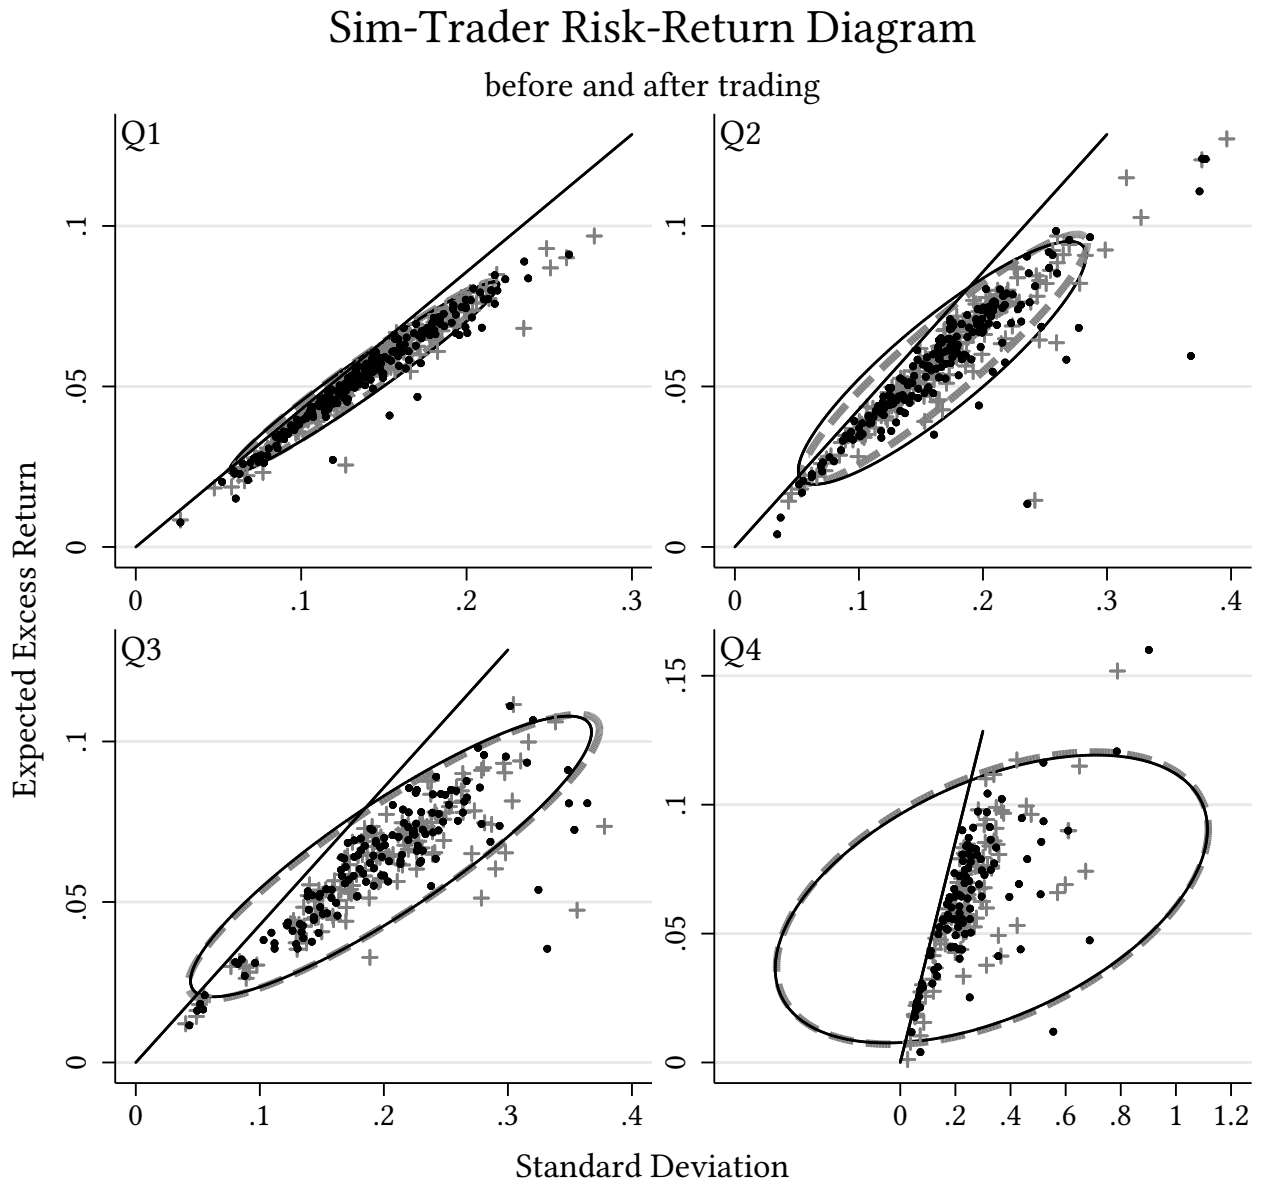 Sim-Trader Risk-Return Diagram
before and after trading
Expected Excess Return
Q1
.1
.05
0
0 .1 .2 .3
Q2
.1
.05
0
0 .1 .2 .3 .4
Q3
.1
.05
0
0 .1 .2 .3 .4
Q4
.15
.1
.05
0
0 .2 .4 .6 .8 1 1.2
Standard Deviation